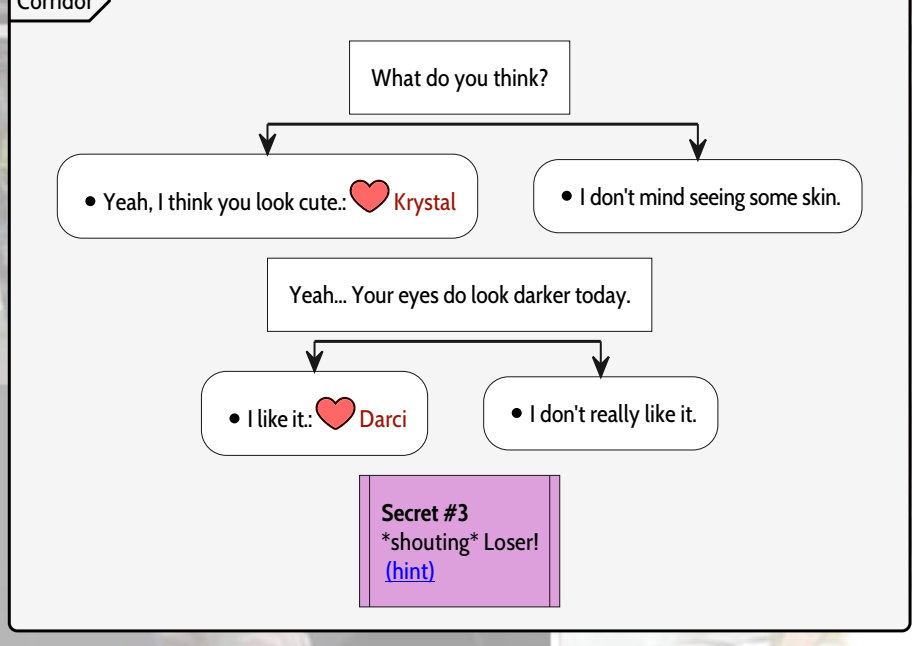 Corridor
What do you think?
• Yeah, I think you look cute.: Krystal
• I don't mind seeing some skin.
Yeah... Your eyes do look darker today.
• I like it.: Darci
• I don't really like it.
Secret #3
*shouting* Loser!
(hint)